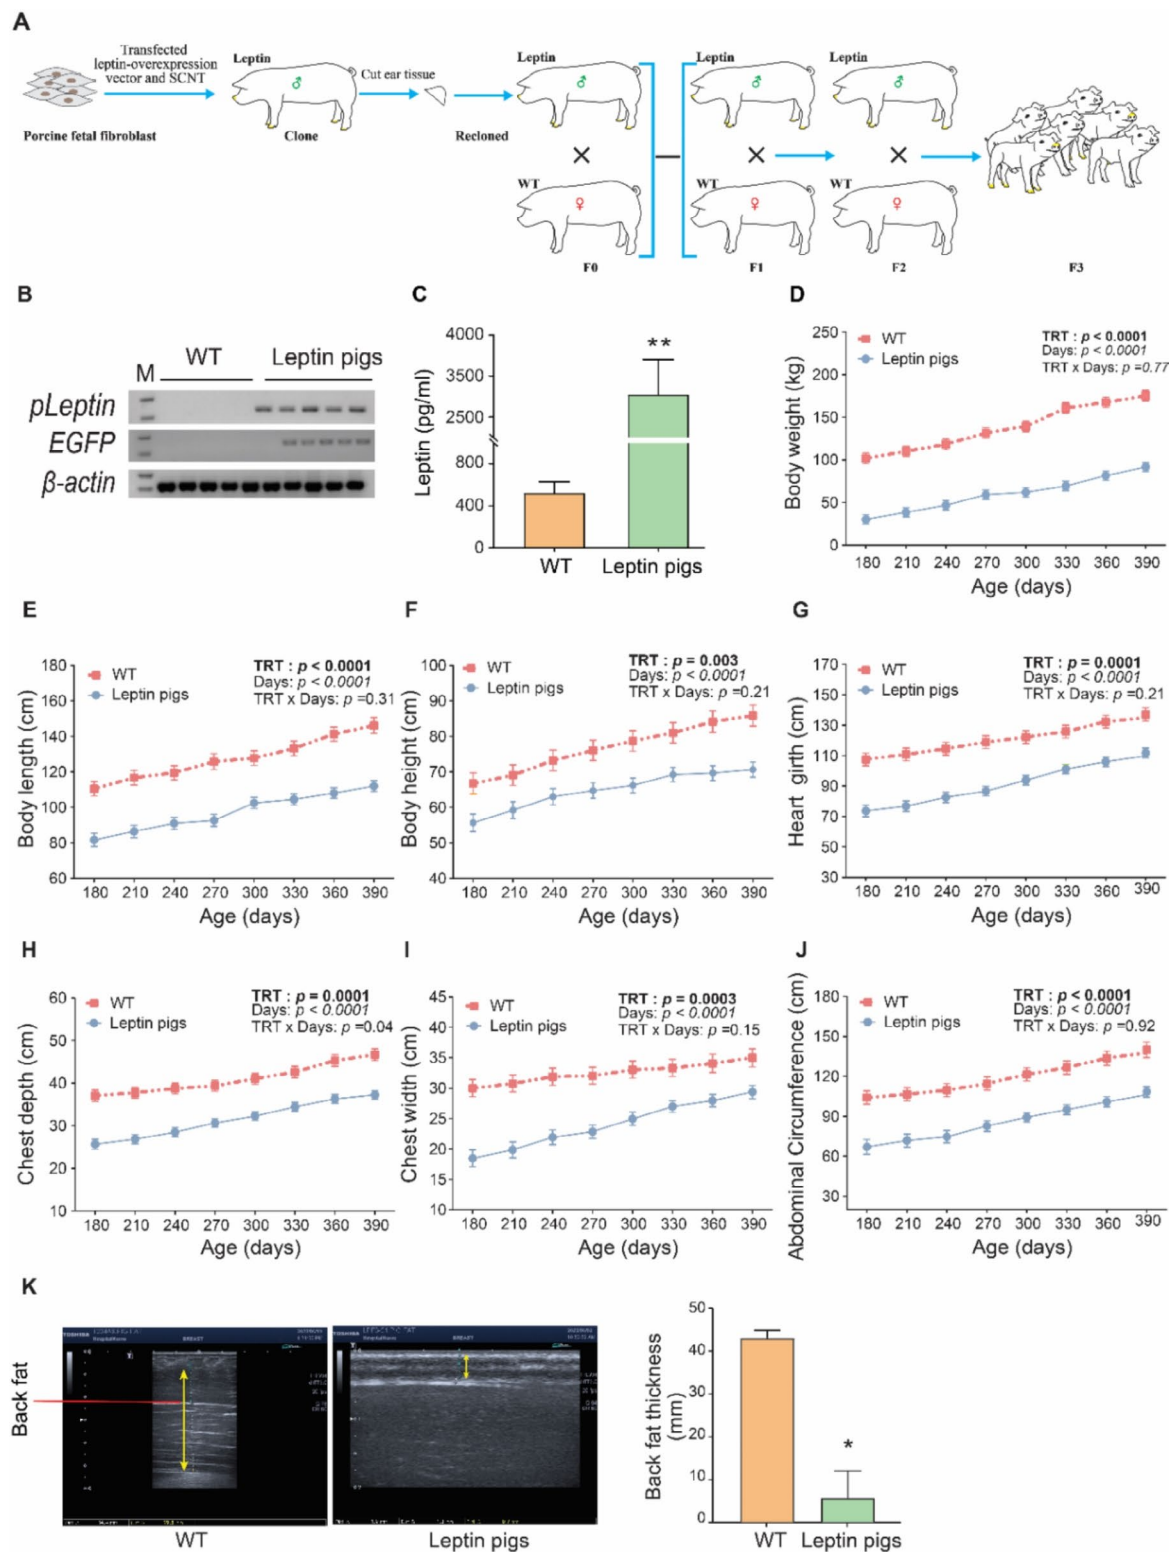 A
Transfected
leptin-overexpression
vector and SCNT
Leptin
Cut ear tissue
Leptin
Leptin
Leptin
♂
♂
♂
♂
Porcine fetal fibroblast
Clone
Recloned
×
×
×
WT
WT
WT
♀
♀
♀
F0
F1
F2
F3
B
WT
Leptin pigs
M
pLeptin
EGFP
β-actin
C
Leptin (pg/ml)
4000
3500
2500
800
400
0
**
WT
Leptin pigs
D
Body weight (kg)
250
200
150
100
50
0
WT
Leptin pigs
TRT : p < 0.0001
Days: p < 0.0001
TRT x Days: p =0.77
180 210 240 270 300 330 360 390
Age (days)
E
Body length (cm)
180
160
140
120
100
80
60
WT
Leptin pigs
TRT : p < 0.0001
Days: p < 0.0001
TRT x Days: p =0.31
180 210 240 270 300 330 360 390
Age (days)
F
Body height (cm)
100
90
80
70
60
50
40
WT
Leptin pigs
TRT : p = 0.003
Days: p < 0.0001
TRT x Days: p =0.21
180 210 240 270 300 330 360 390
Age (days)
G
Heart girth (cm)
170
150
130
110
90
70
50
30
WT
Leptin pigs
TRT : p = 0.0001
Days: p < 0.0001
TRT x Days: p =0.21
180 210 240 270 300 330 360 390
Age (days)
H
Chest depth (cm)
60
50
40
30
20
10
WT
Leptin pigs
TRT : p = 0.0001
Days: p < 0.0001
TRT x Days: p =0.04
180 210 240 270 300 330 360 390
Age (days)
I
Chest width (cm)
45
40
35
30
25
20
15
10
WT
Leptin pigs
TRT : p = 0.0003
Days: p < 0.0001
TRT x Days: p =0.15
180 210 240 270 300 330 360 390
Age (days)
J
Abdominal Circumference (cm)
180
150
120
90
60
30
WT
Leptin pigs
TRT : p < 0.0001
Days: p < 0.0001
TRT x Days: p =0.92
180 210 240 270 300 330 360 390
Age (days)
K
Back fat
TOSHIBA
BREAST
WT
TOSHIBA
BREAST
Leptin pigs
Back fat thickness
(mm)
50
40
30
20
10
0
*
WT
Leptin pigs